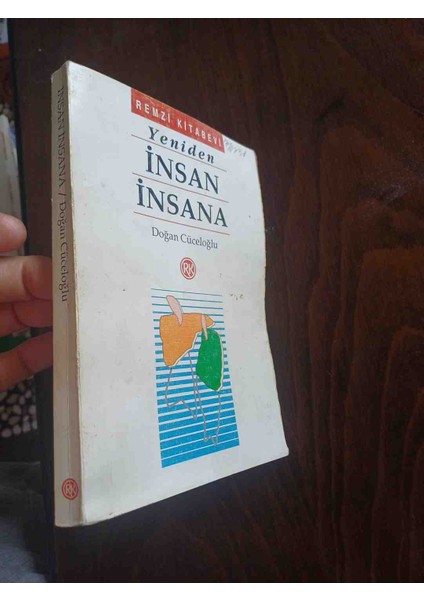 REMZİ KİTABEVİ
Yeniden
İNSAN
İNSANA
Doğan Cüceloğlu
RK
İNSAN İNSANA / Doğan Cüceloğlu
RK